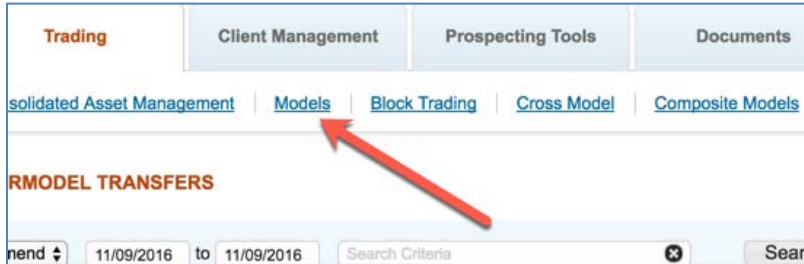 Trading Client Management Prospecting Tools Documents
solidated Asset Management Models Block Trading Cross Model Composite Models
RMODEL TRANSFERS
nend 11/09/2016 to 11/09/2016 Search Criteria Sear